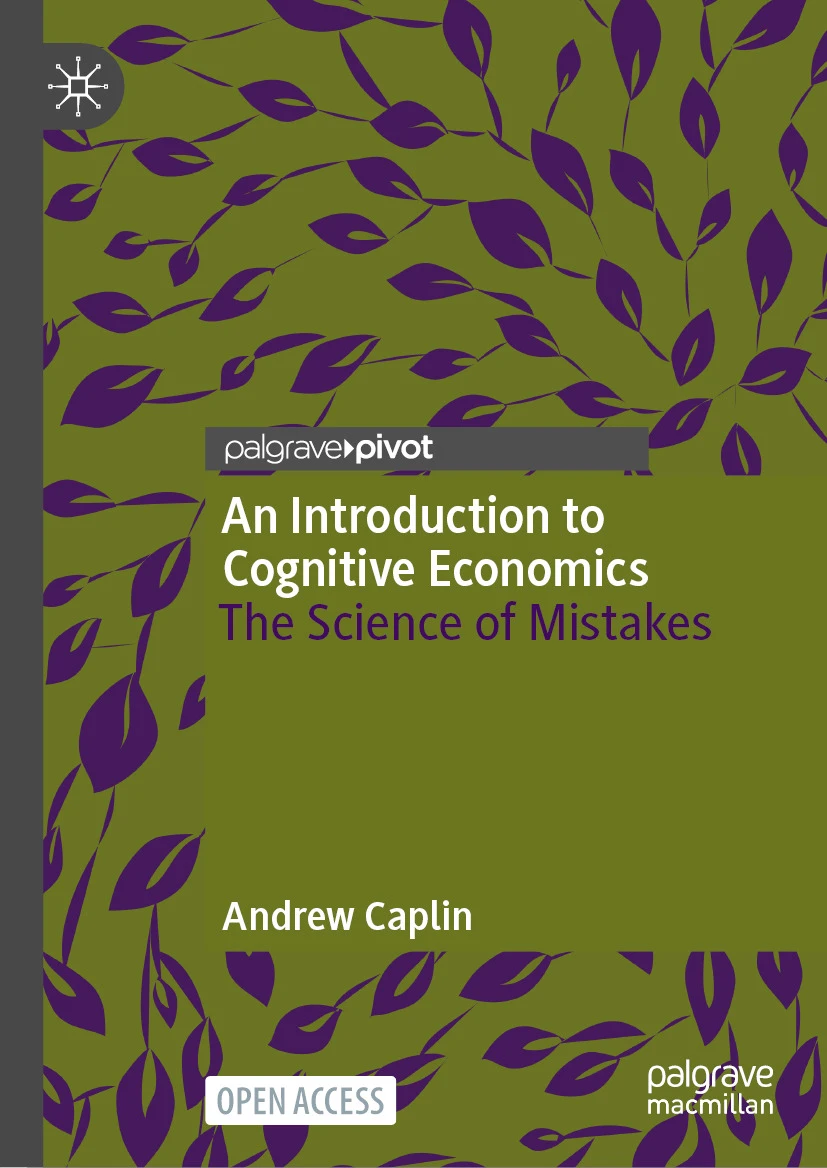 palgrave pivot
An Introduction to
Cognitive Economics
The Science of Mistakes
Andrew Caplin
OPEN ACCESS
palgrave
macmillan